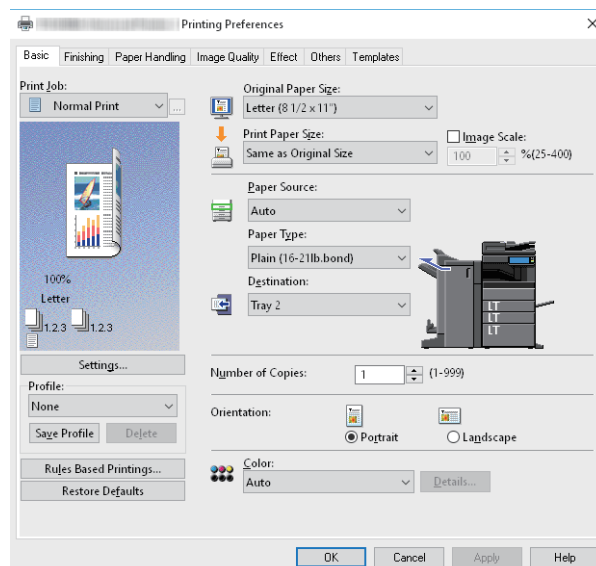 Printing Preferences
Basic Finishing Paper Handling Image Quality Effect Others Templates
Print Job:
Normal Print
...
100%
Letter
1.2.3 1.2.3
Settings...
Profile:
None
Save Profile Delete
Rules Based Printings...
Restore Defaults
Original Paper Size:
Letter (8 1/2 x 11")
Print Paper Size:
Same as Original Size
Image Scale:
100 %(25-400)
Paper Source:
Auto
Paper Type:
Plain (16-21lb.bond)
Destination:
Tray 2
LT
LT
LT
Number of Copies: 1 (1-999)
Orientation:
Portrait Landscape
Color:
Auto Details...
OK Cancel Apply Help